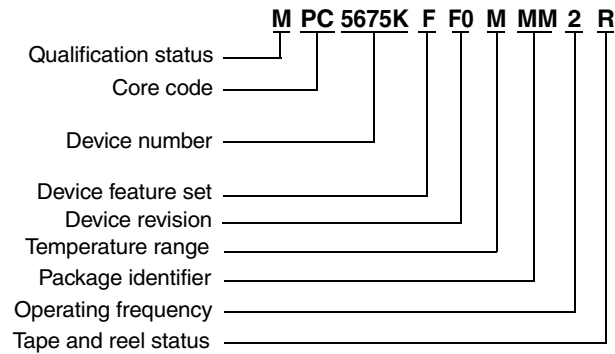 M PC 5675K F F0 M MM 2 R
Qualification status
Core code
Device number
Device feature set
Device revision
Temperature range
Package identifier
Operating frequency
Tape and reel status